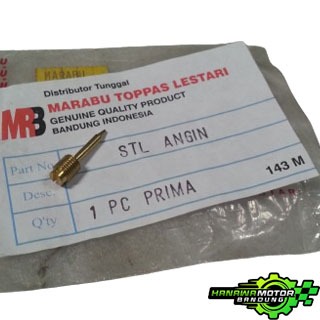 MARABU
Distributor Tunggal
MRB
MARABU TOPPAS LESTARI
GENUINE QUALITY PRODUCT
BANDUNG INDONESIA
Part No
STL ANGIN
Desc.
143 M
Q'ty
1 PC PRIMA
HANAWA MOTOR
BANDUNG